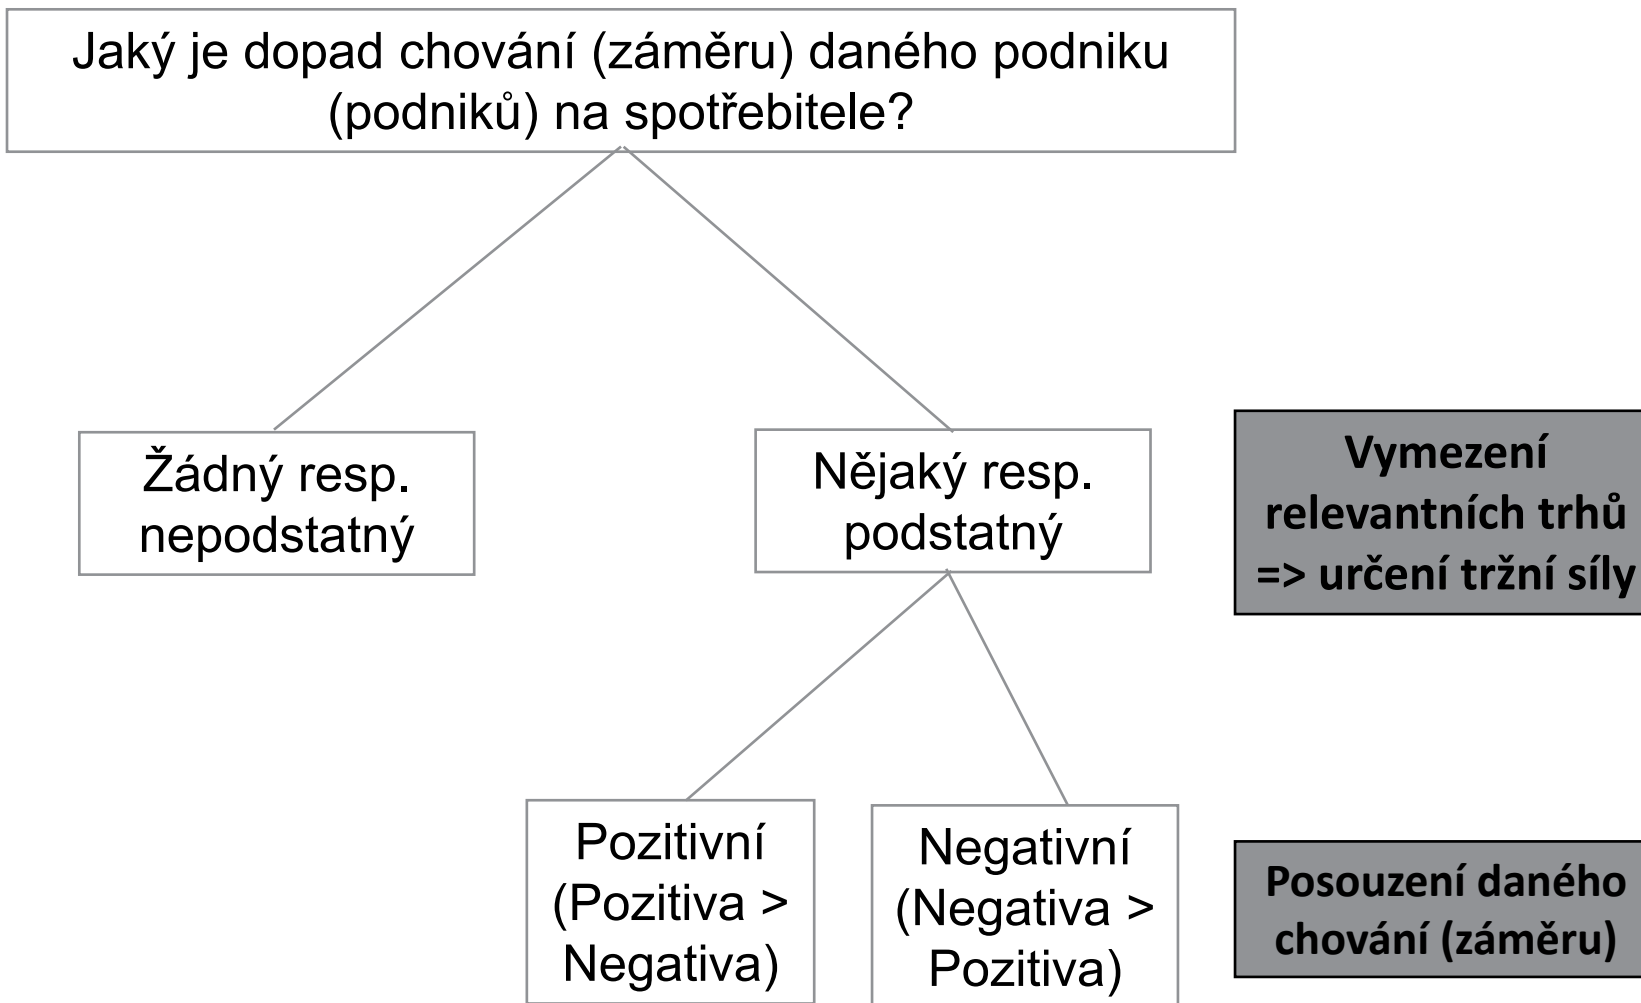 Jaký je dopad chování (záměru) daného podniku
(podniků) na spotřebitele?
Žádný resp.
nepodstatný
Nějaký resp.
podstatný
Vymezení
relevantních trhů
=> určení tržní síly
Pozitivní
(Pozitiva >
Negativa)
Negativní
(Negativa >
Pozitiva)
Posouzení daného
chování (záměru)